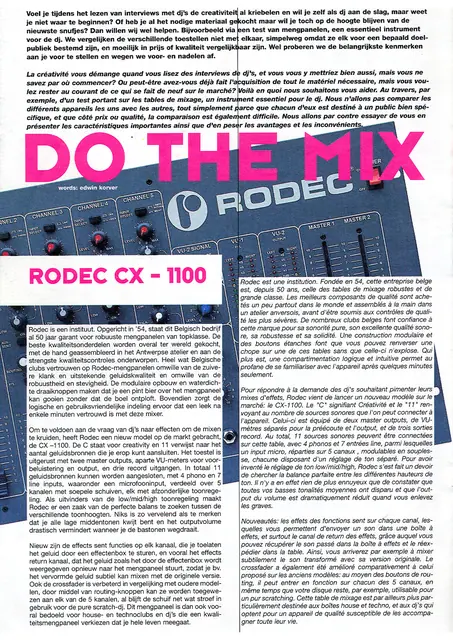 Voel je tijdens het lezen van interviews met dj's de creativiteit al kriebelen en wil je zelf als dj aan de slag, maar weet
je niet waar te beginnen? Of heb je al het nodige materiaal gekocht maar wil je toch op de hoogte blijven van de
nieuwste snufjes? Dan willen wij wel helpen. Bijvoorbeeld via een test van mengpanelen, een essentieel instrument
voor de dj. We vergelijken de verschillende toestellen niet met elkaar, simpelweg omdat ze elk voor een bepaald doel-
publiek bestemd zijn, en moeilijk in prijs of kwaliteit vergelijkbaar zijn. Wel proberen we de belangrijkste kenmerken
aan je voor te stellen en wegen we voor- en nadelen af.
La créativité vous démange quand vous lisez des interviews de dj's, et vous vous y mettriez bien aussi, mais vous ne
savez par où commencer? Ou peut-être avez-vous déjà fait l'acquisition de tout le matériel nécessaire, mais vous vou-
lez rester au courant de ce qui se fait de neuf sur le marché? Voilà en quoi nous souhaitons vous aider. Au travers, par
exemple, d'un test portant sur les tables de mixage, un instrument essentiel pour le dj. Nous n'allons pas comparer les
différents appareils les uns avec les autres, tout simplement parce que chacun d'eux est destiné à un public bien spé-
cifique, et que côté prix ou qualité, la comparaison est également difficile. Nous allons par contre essayer de vous en
présenter les caractéristiques importantes ainsi que d'en peser les avantages et les inconvénients.
DO THE MIX
words: edwin korver
RODEC
CHANNEL 2
CHANNEL 3
CHANNEL 4
CHANNEL 5
VU-1 SIGNAL
VU-2
MASTER 1
MASTER 2
RODEC CX - 1100
Rodec is een instituut. Opgericht in '54, staat dit Belgisch bedrijf
al 50 jaar garant voor robuuste mengpanelen van topklasse. De
beste kwaliteitsonderdelen worden overal ter wereld gekocht,
met de hand geassembleerd in het Antwerpse atelier en aan de
strengste kwaliteitscontroles onderworpen. Heel wat Belgische
clubs vertrouwen op Rodec-mengpanelen omwille van de zuive-
re klank en uitstekende geluidskwaliteit en omwille van de
robuustheid en stevigheid. De modulaire opbouw en waterdich-
te draaiknoppen maken dat je een pint bier over het mengpaneel
kan gooien zonder dat de boel ontploft. Bovendien zorgt de
logische en gebruiksvriendelijke indeling ervoor dat een leek na
enkele minuten vertrouwd is met deze mixer.
Om te voldoen aan de vraag van dj's naar effecten om de mixen
te kruiden, heeft Rodec een nieuw model op de markt gebracht,
de CX –1100. De C staat voor creativity en 11 verwijst naar het
aantal geluidsbronnen die je erop kan aansluiten. Het toestel is
uitgerust met twee master outputs, aparte VU-meters voor voor-
beluistering en output, en drie record uitgangen. In totaal 11
geluidsbronnen kunnen worden aangesloten, met 4 phono en 7
line inputs, waaronder een microfooninput, verdeeld over 5
kanalen met soepele schuiven, elk met afzonderlijke toonrege-
ling. Als uitvinders van de low/mid/high toonregeling maakt
Rodec er een zaak van de perfecte balans te zoeken tussen de
verschillende toonhoogten. Niks is zo vervelend als te merken
dat je alle lage middentonen kwijt bent en het outputvolume
drastisch vermindert wanneer je de bastonen wegdraait.
Nieuw zijn de effects sent functies op elk kanaal, die je toelaten
het geluid door een effectenbox te sturen, en vooral het effects
return kanaal, dat het geluid zoals het door de effectenbox wordt
weergegeven opnieuw naar het mengpaneel stuurt, zodat je bv.
het vervormde geluid subtiel kan mixen met de originele versie.
Ook de crossfader is verbeterd in vergelijking met oudere model-
len, door middel van routing-knoppen kan ze worden toegewe-
zen aan elk van de 5 kanalen, al blijft de schuif net wat stroef in
gebruik voor de pure scratch-dj. Dit mengpaneel is dan ook voo-
ral bedoeld voor house- en technoclubs en dj's die een kwali-
teitsmengpaneel verkiezen dat je hele leven meegaat.
Rodec est une institution. Fondée en 54, cette entreprise belge
est, depuis 50 ans, celle des tables de mixage robustes et de
grande classe. Les meilleurs composants de qualité sont ache-
tés un peu partout dans le monde et assemblés à la main dans
un atelier anversois, avant d'être soumis aux contrôles de quali-
té les plus sévères. De nombreux clubs belges font confiance à
cette marque pour sa sonorité pure, son excellente qualité sono-
re, sa robustesse et sa solidité. Une construction modulaire et
des boutons étanches font que vous pouvez renverser une
chope sur une de ces tables sans que celle-ci n'explose. Qui
plus est, une compartimentation logique et intuitive permet au
profane de se familiariser avec l'appareil après quelques minutes
seulement.
Pour répondre à la demande des dj's souhaitant pimenter leurs
mixes d'effets, Rodec vient de lancer un nouveau modèle sur le
marché: le CX-1100. Le "C" signifiant Créativité et le "11" ren-
voyant au nombre de sources sonores que l'on peut connecter à
l'appareil. Celui-ci est équipé de deux master outputs, de VU-
mètres séparés pour la préécoute et l'output, et de trois sorties
record. Au total, 11 sources sonores peuvent être connectées
sur cette table, avec 4 phonos et 7 entrées line, parmi lesquelles
un input micro, réparties sur 5 canaux , modulables en souples-
se, chacune disposant d'un réglage de ton séparé. Pour avoir
inventé le réglage de ton low/mid/high, Rodec s'est fait un devoir
de chercher la balance parfaite entre les différentes hauteurs de
ton. Il n'y a en effet rien de plus ennuyeux que de constater que
toutes vos basses tonalités moyennes ont disparu et que l'out-
put du volume est dramatiquement réduit quand vous enlevez
les graves.
Nouveautés: les effets des fonctions sent sur chaque canal, les-
quelles vous permettent d'envoyer un son dans une boîte à
effets, et surtout le canal de return des effets, grâce auquel vous
pouvez récupérer le son passé dans la boîte à effets et le réex-
pédier dans la table. Ainsi, vous arriverez par exemple à mixer
subtilement le son transformé avec sa version originale. Le
crossfader a également été amélioré comparativement à celui
proposé sur les anciens modèles: au moyen des boutons de rou-
ting, il peut entrer en fonction sur chacun des 5 canaux, en
même temps que votre disque reste, par exemple, utilisable pour
un pur scratching. Cette table de mixage est par ailleurs plus par-
ticulièrement destinée aux boîtes house et techno, et aux dj's qui
optent pour un appareil de qualité susceptible de les accompa-
gner toute leur vie.